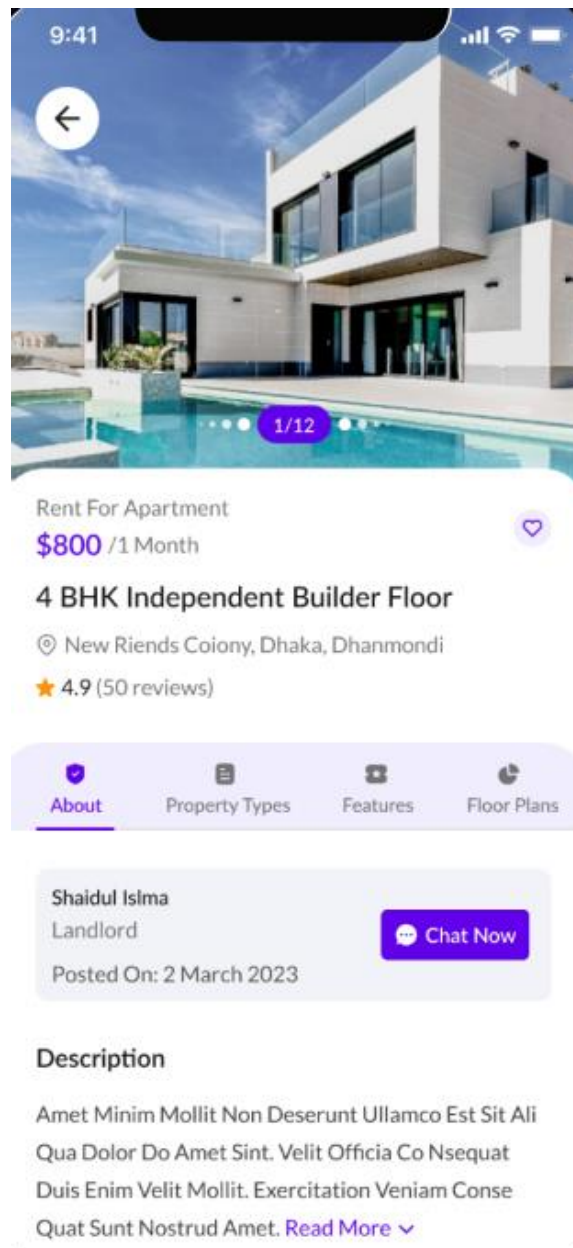 9:41
1/12
Rent For Apartment
$800 /1 Month
4 BHK Independent Builder Floor
New Riends Coiony, Dhaka, Dhanmondi
4.9 (50 reviews)
About Property Types Features Floor Plans
Shaidul Islma
Landlord
Chat Now
Posted On: 2 March 2023
Description
Amet Minim Mollit Non Deserunt Ullamco Est Sit Ali
Qua Dolor Do Amet Sint. Velit Officia Co Nsequat
Duis Enim Velit Mollit. Exercitation Veniam Conse
Quat Sunt Nostrud Amet. Read More